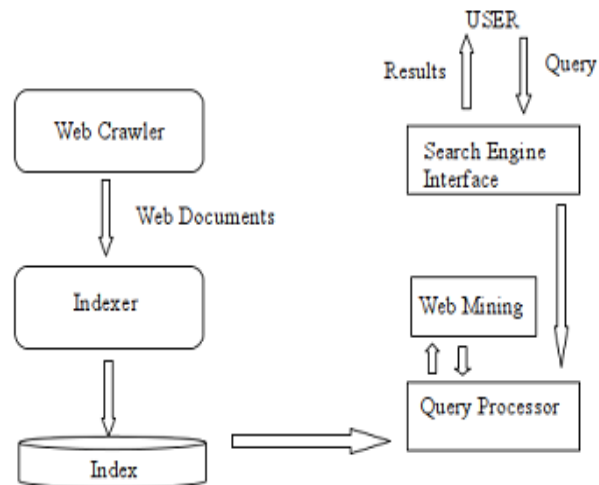 USER
Results
Query
Web Crawler
Search Engine
Interface
Web Documents
Indexer
Web Mining
Query Processor
Index